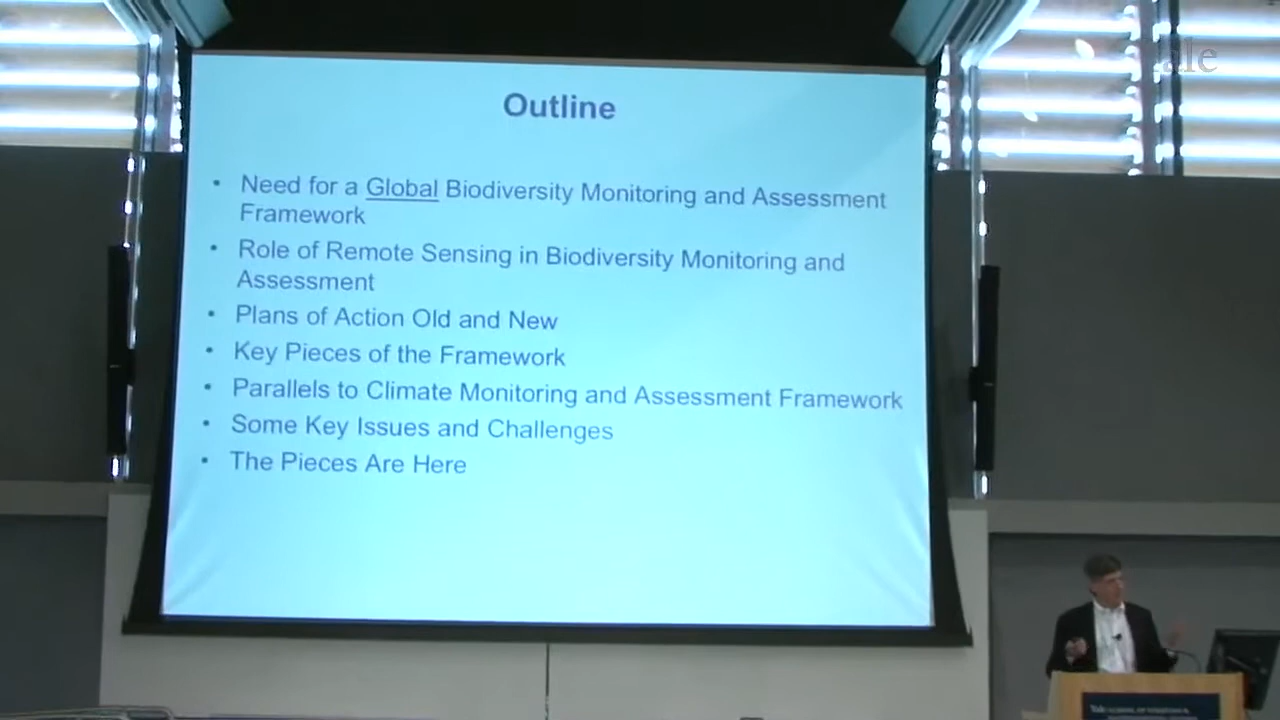 Yale
Outline
• Need for a Global Biodiversity Monitoring and Assessment
Framework
• Role of Remote Sensing in Biodiversity Monitoring and
Assessment
• Plans of Action Old and New
• Key Pieces of the Framework
• Parallels to Climate Monitoring and Assessment Framework
• Some Key Issues and Challenges
• The Pieces Are Here
Yale